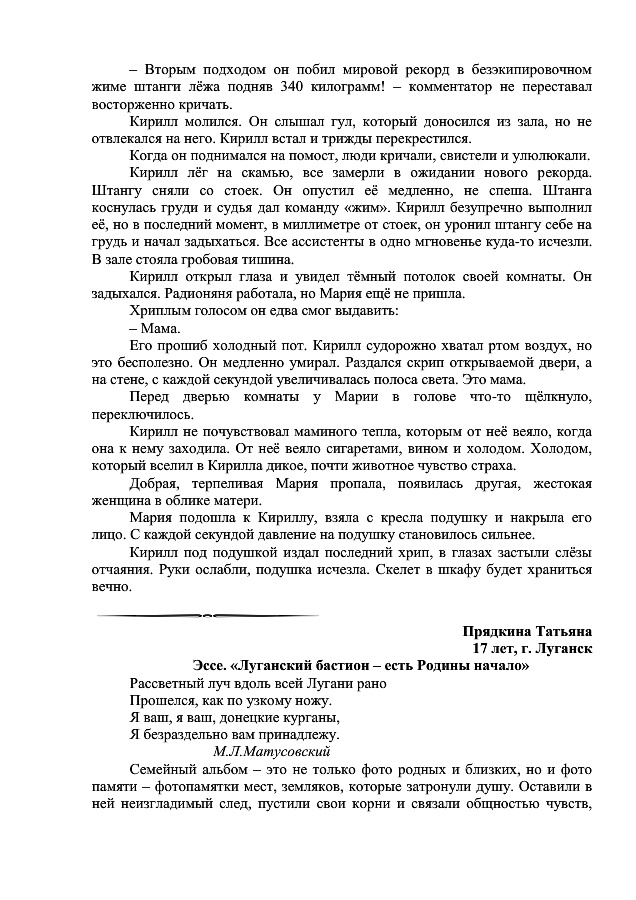 – Вторым подходом он побил мировой рекорд в безэкипировочном
жиме штанги лёжа подняв 340 килограмм! – комментатор не переставал
восторженно кричать.
Кирилл молился. Он слышал гул, который доносился из зала, но не
отвлекался на него. Кирилл встал и трижды перекрестился.
Когда он поднимался на помост, люди кричали, свистели и улюлюкали.
Кирилл лёг на скамью, все замерли в ожидании нового рекорда.
Штангу сняли со стоек. Он опустил её медленно, не спеша. Штанга
коснулась груди и судья дал команду «жим». Кирилл безупречно выполнил
её, но в последний момент, в миллиметре от стоек, он уронил штангу себе на
грудь и начал задыхаться. Все ассистенты в одно мгновенье куда-то исчезли.
В зале стояла гробовая тишина.
Кирилл открыл глаза и увидел тёмный потолок своей комнаты. Он
задыхался. Радионяня работала, но Мария ещё не пришла.
Хриплым голосом он едва смог выдавить:
– Мама.
Его прошиб холодный пот. Кирилл судорожно хватал ртом воздух, но
это бесполезно. Он медленно умирал. Раздался скрип открываемой двери, а
на стене, с каждой секундой увеличивалась полоса света. Это мама.
Перед дверью комнаты у Марии в голове что-то щёлкнуло,
переключилось.
Кирилл не почувствовал маминого тепла, которым от неё веяло, когда
она к нему заходила. От неё веяло сигаретами, вином и холодом. Холодом,
который вселил в Кирилла дикое, почти животное чувство страха.
Добрая, терпеливая Мария пропала, появилась другая, жестокая
женщина в облике матери.
Мария подошла к Кириллу, взяла с кресла подушку и накрыла его
лицо. С каждой секундой давление на подушку становилось сильнее.
Кирилл под подушкой издал последний хрип, в глазах застыли слёзы
отчаяния. Руки ослабли, подушка исчезла. Скелет в шкафу будет храниться
вечно.
Прядкина Татьяна
17 лет, г. Луганск
Эссе. «Луганский бастион – есть Родины начало»
Рассветный луч вдоль всей Лугани рано
Прошелся, как по узкому ножу.
Я ваш, я ваш, донецкие курганы,
Я безраздельно вам принадлежу.
М.Л.Матусовский
Семейный альбом – это не только фото родных и близких, но и фото
памяти – фотопамятки мест, земляков, которые затронули душу. Оставили в
ней неизгладимый след, пустили свои корни и связали общностью чувств,